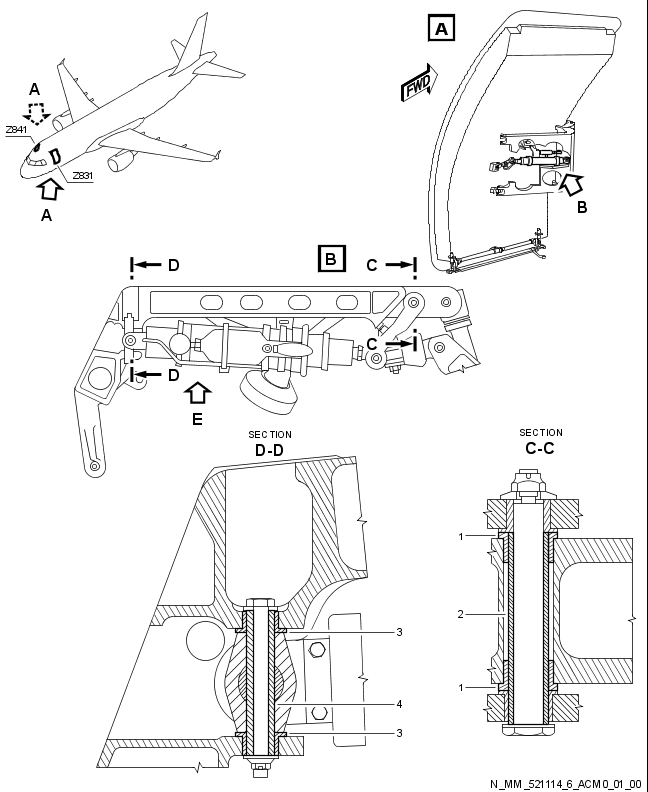 A
Z841
Z831
A
A
FWD
B
B
D
C
C
D
E
SECTION
D-D
SECTION
C-C
1
2
1
3
4
3
N_MM_521114_6_ACM0_01_00